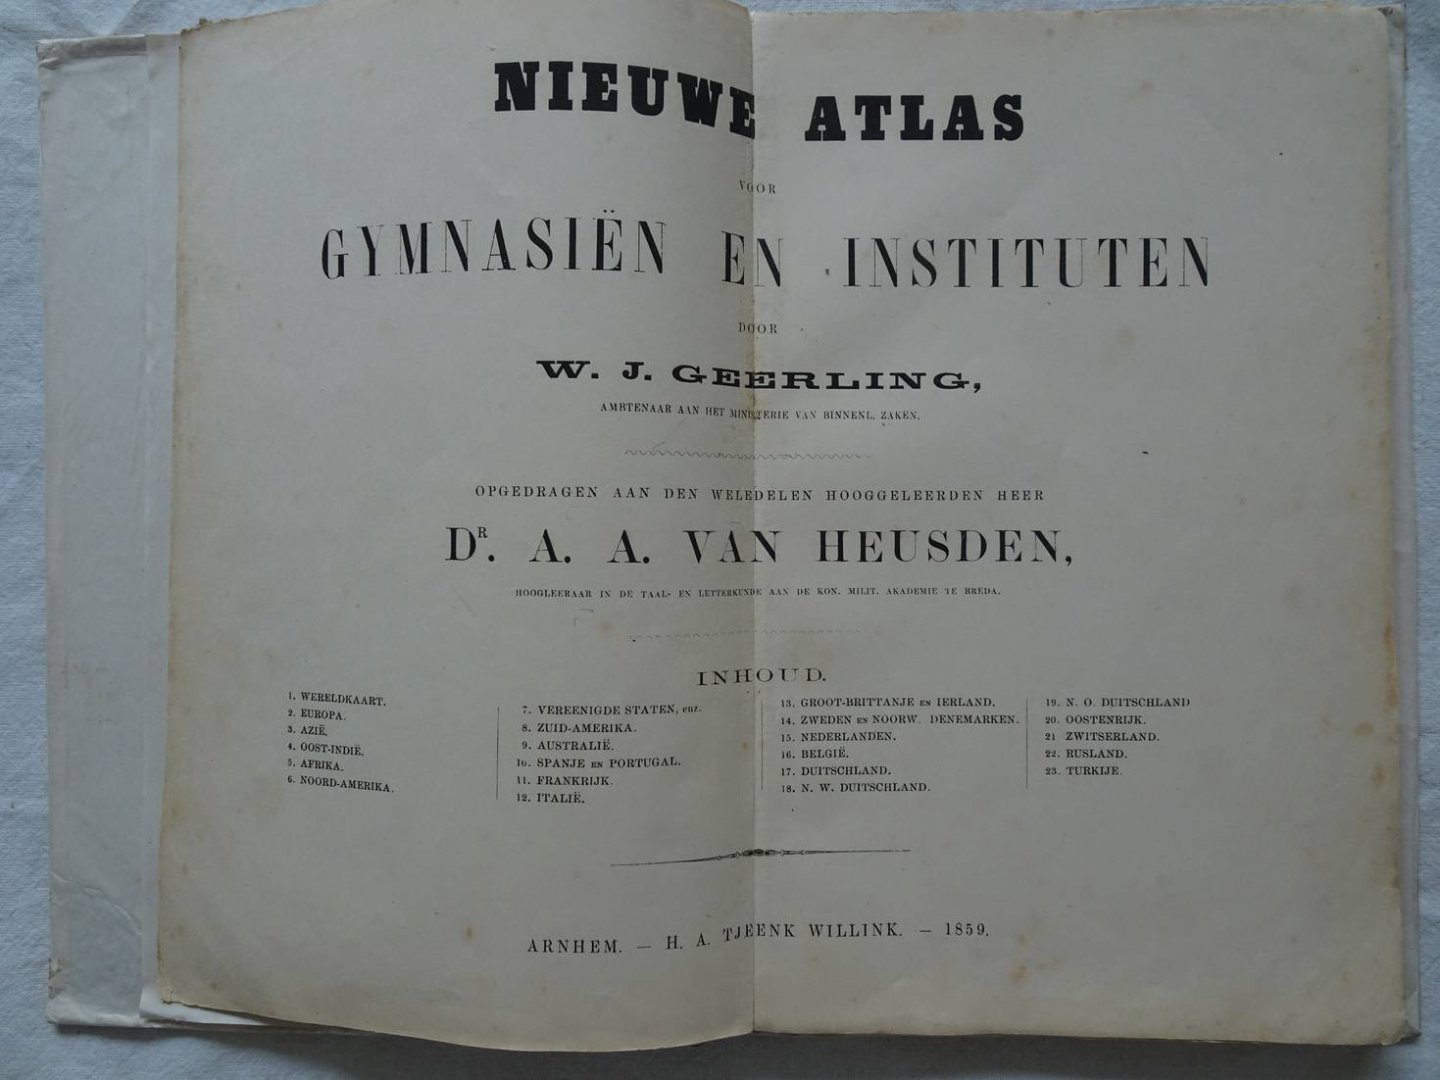 NIEUWE ATLAS
VOOR
GYMNASIËN EN INSTITUTEN
DOOR
W. J. GEERLING,
AMBTENAAR AAN HET MINISTERIE VAN BINNENL. ZAKEN.
OPGEDRAGEN AAN DEN WELEDELEN HOOGGELEERDEN HEER
DR. A. A. VAN HEUSDEN,
HOOGLEERAAR IN DE TAAL- EN LETTERKUNDE AAN DE KON. MILIT. AKADEMIE TE BREDA.
INHOUD.
1. WERELDKAART.
2. EUROPA.
3. AZIË.
4. OOST-INDIË.
5. AFRIKA.
6. NOORD-AMERIKA.
7. VEREENIGDE STATEN, enz.
8. ZUID-AMERIKA.
9. AUSTRALIË.
10. SPANJE EN PORTUGAL.
11. FRANKRIJK.
12. ITALIË.
13. GROOT-BRITTANJE EN IERLAND.
14. ZWEDEN EN NOORW. DENEMARKEN.
15. NEDERLANDEN.
16. BELGIË.
17. DUITSCHLAND.
18. N. W. DUITSCHLAND.
19. N. O. DUITSCHLAND
20. OOSTENRIJK.
21 ZWITSERLAND.
22. RUSLAND.
23. TURKIJE.
ARNHEM. — H. A. TJEENK WILLINK. — 1859.